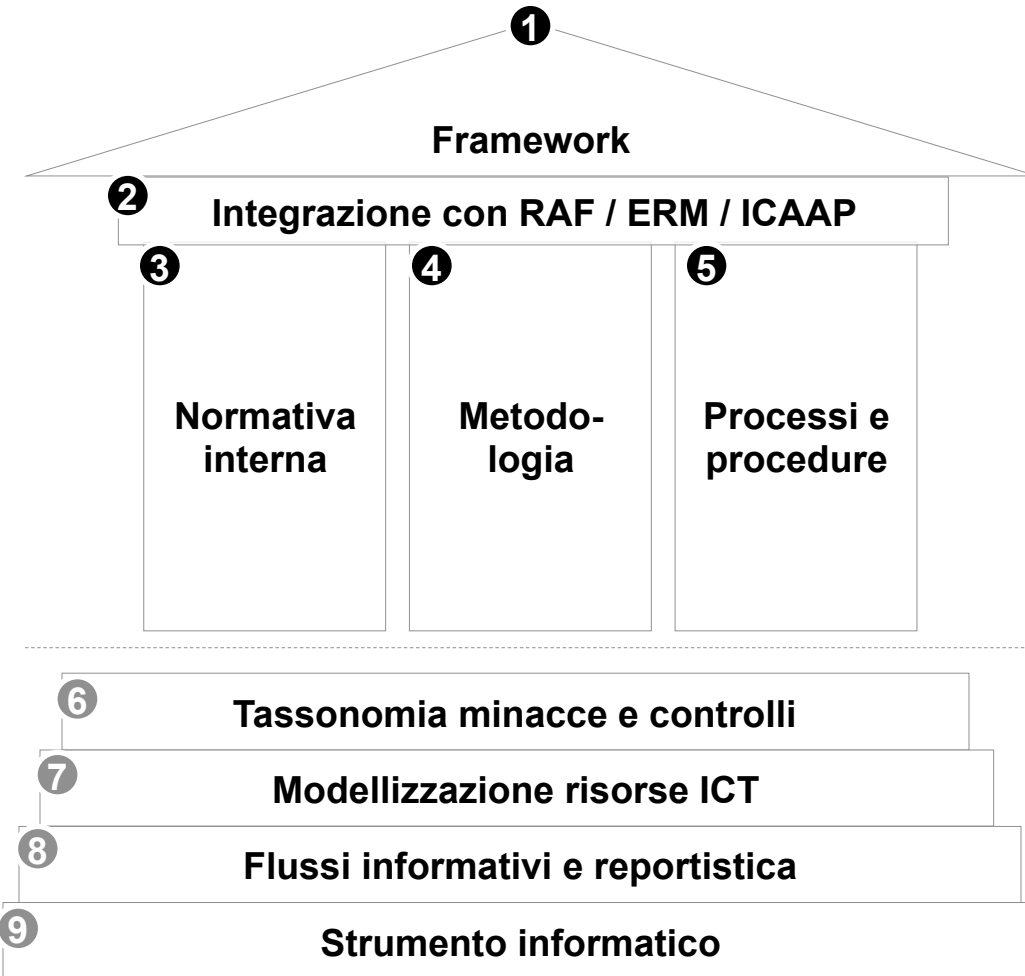 1
Framework
2
Integrazione con RAF / ERM / ICAAP
3
4
5
Normativa
interna
Metodo-
logia
Processi e
procedure
6
Tassonomia minacce e controlli
7
Modellizzazione risorse ICT
8
Flussi informativi e reportistica
9
Strumento informatico